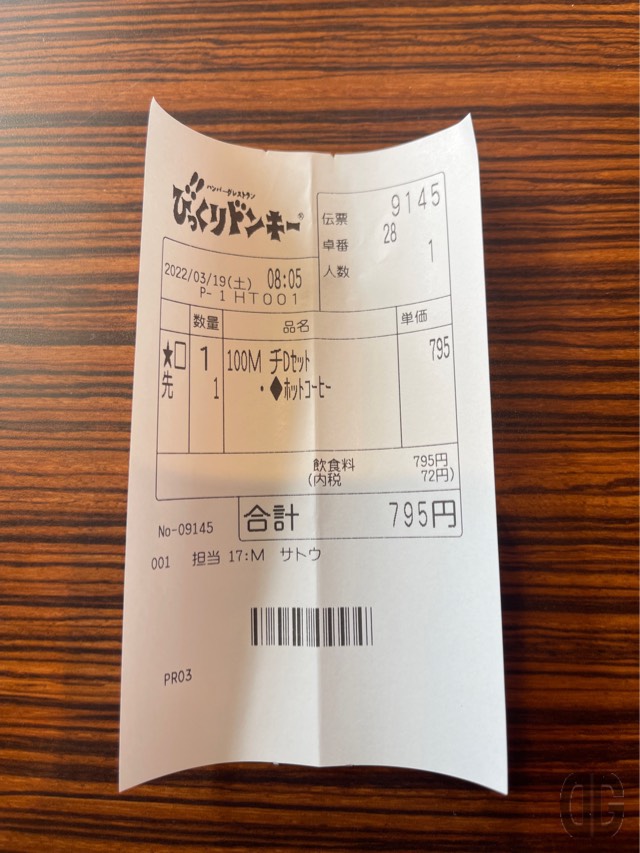 ハンバーグレストラン
びっくりドンキー®
伝票 9145
卓番 28
人数 1
2022/03/19(土) 08:05
P-1HT001
数量 品名 単価
★□ 1 100M チDセット 795
先 1 ・◆ホットコーヒー
飲食料 795円
(内税 72円)
合計 795円
No-09145
001 担当 17:M サトウ
PR03